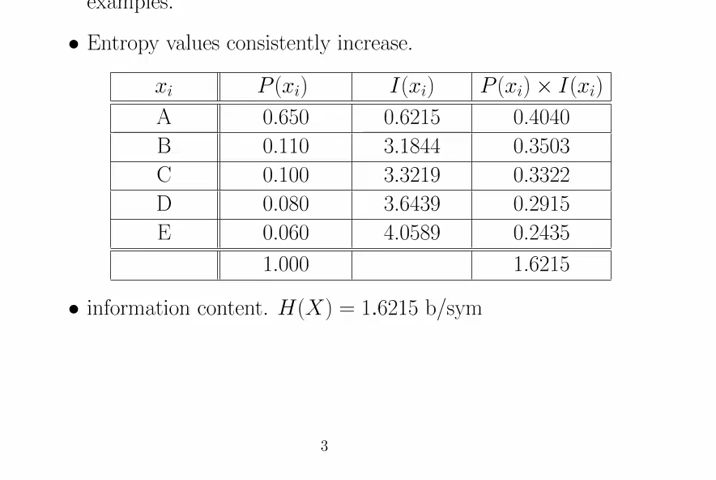 examples.
• Entropy values consistently increase.
x_i P(x_i) I(x_i) P(x_i) × I(x_i)
A 0.650 0.6215 0.4040
B 0.110 3.1844 0.3503
C 0.100 3.3219 0.3322
D 0.080 3.6439 0.2915
E 0.060 4.0589 0.2435
1.000 1.6215
• information content. H(X) = 1.6215 b/sym
3